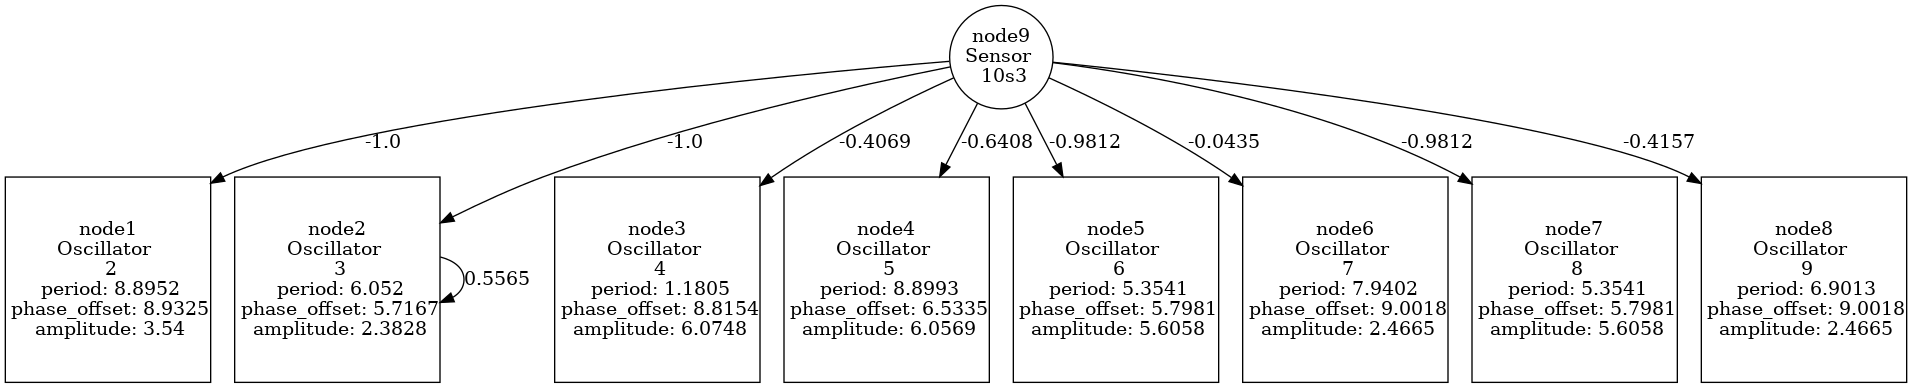 node9
Sensor
10s3
-1.0
-1.0
-0.4069
-0.6408
-0.9812
-0.0435
-0.9812
-0.4157
node1
Oscillator
2
period: 8.8952
phase_offset: 8.9325
amplitude: 3.54
node2
Oscillator
3
period: 6.052
phase_offset: 5.7167
amplitude: 2.3828
0.5565
node3
Oscillator
4
period: 1.1805
phase_offset: 8.8154
amplitude: 6.0748
node4
Oscillator
5
period: 8.8993
phase_offset: 6.5335
amplitude: 6.0569
node5
Oscillator
6
period: 5.3541
phase_offset: 5.7981
amplitude: 5.6058
node6
Oscillator
7
period: 7.9402
phase_offset: 9.0018
amplitude: 2.4665
node7
Oscillator
8
period: 5.3541
phase_offset: 5.7981
amplitude: 5.6058
node8
Oscillator
9
period: 6.9013
phase_offset: 9.0018
amplitude: 2.4665